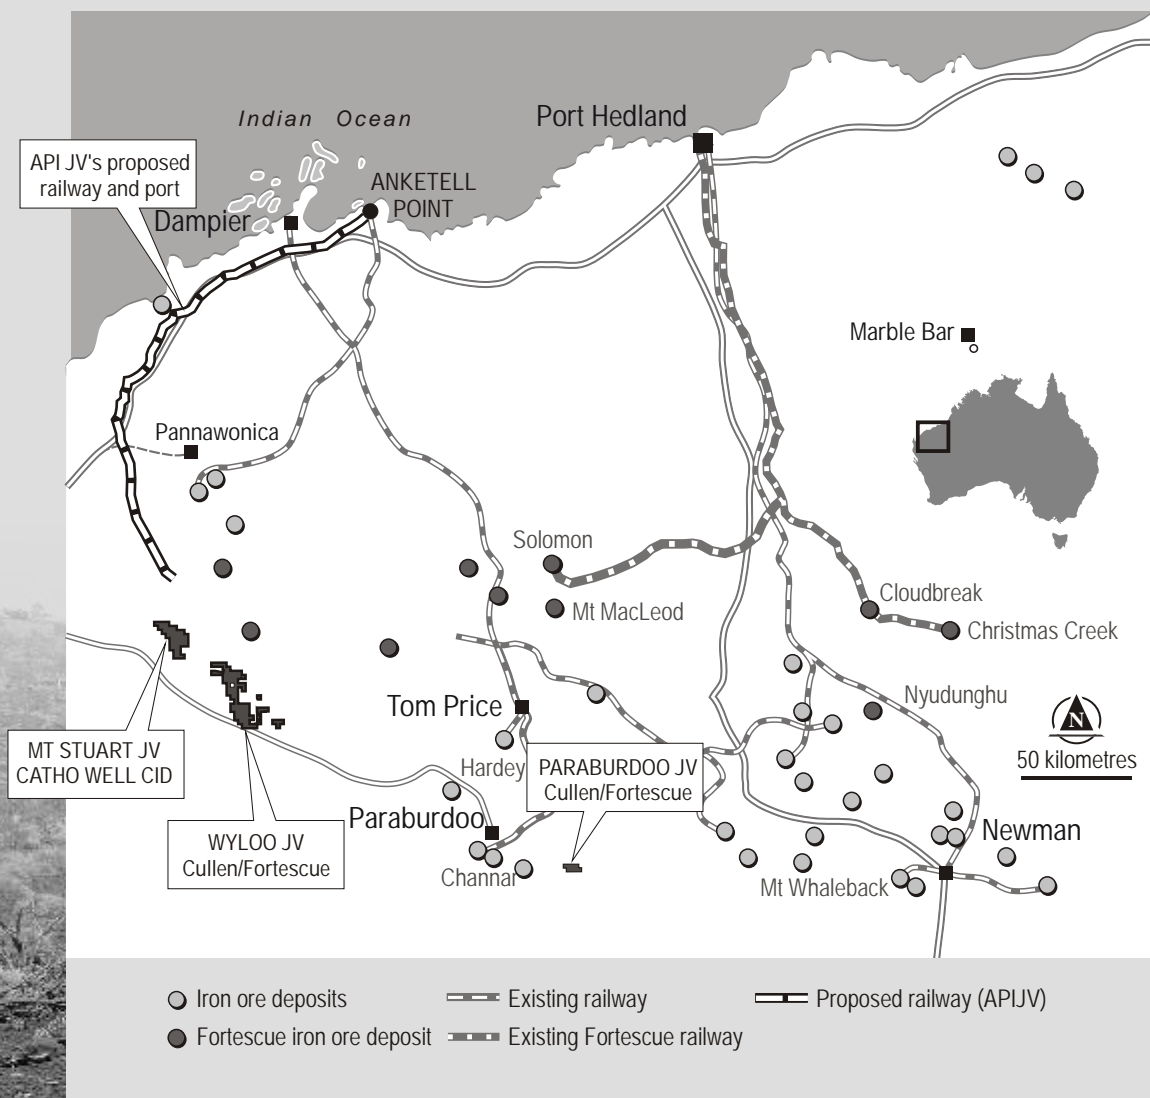 Indian Ocean
Port Hedland
API JV's proposed
railway and port
ANKETELL
POINT
Dampier
Marble Bar
Pannawonica
Solomon
Cloudbreak
Mt MacLeod
Christmas Creek
Nyudunghu
Tom Price
N
50 kilometres
MT STUART JV
CATHO WELL CID
Hardey
PARABURDOO JV
Cullen/Fortescue
Paraburdoo
WYLOO JV
Cullen/Fortescue
Newman
Channar
Mt Whaleback
Iron ore deposits
Existing railway
Proposed railway (APIJV)
Fortescue iron ore deposit
Existing Fortescue railway